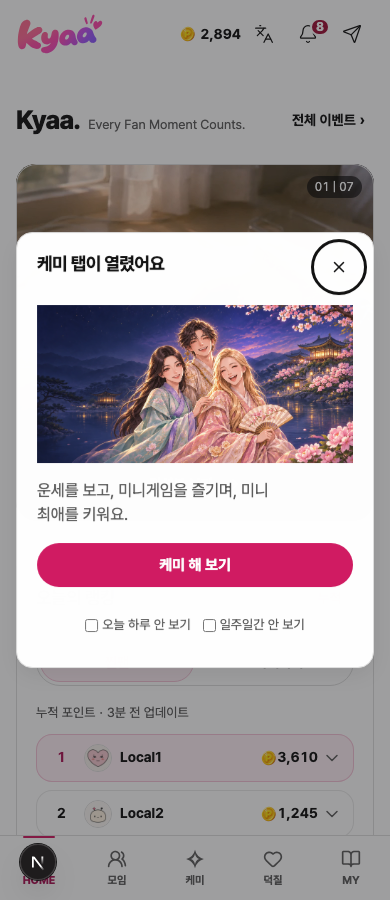 Kyaa
2,894
8
Kyaa. Every Fan Moment Counts.
전체 이벤트 ›
01 | 07
케미 탭이 열렸어요
운세를 보고, 미니게임을 즐기며, 미니
최애를 키워요.
케미 해 보기
오늘 하루 안 보기 일주일간 안 보기
누적 포인트 · 3분 전 업데이트
1 Local1 3,610
2 Local2 1,245
N
HOME 모임 케미 덕질 MY